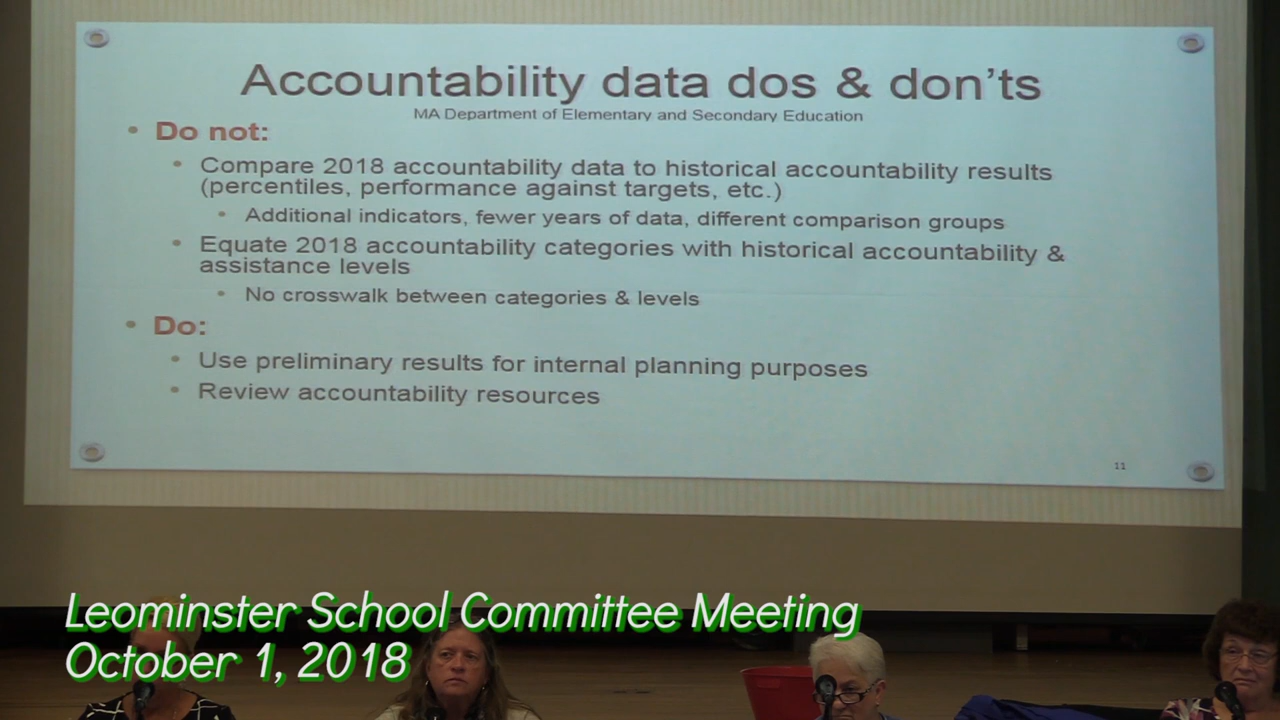 Accountability data dos & don'ts
MA Department of Elementary and Secondary Education
• Do not:
• Compare 2018 accountability data to historical accountability results
(percentiles, performance against targets, etc.)
• Additional indicators, fewer years of data, different comparison groups
• Equate 2018 accountability categories with historical accountability &
assistance levels
• No crosswalk between categories & levels
• Do:
• Use preliminary results for internal planning purposes
• Review accountability resources
11
Leominster School Committee Meeting
October 1, 2018